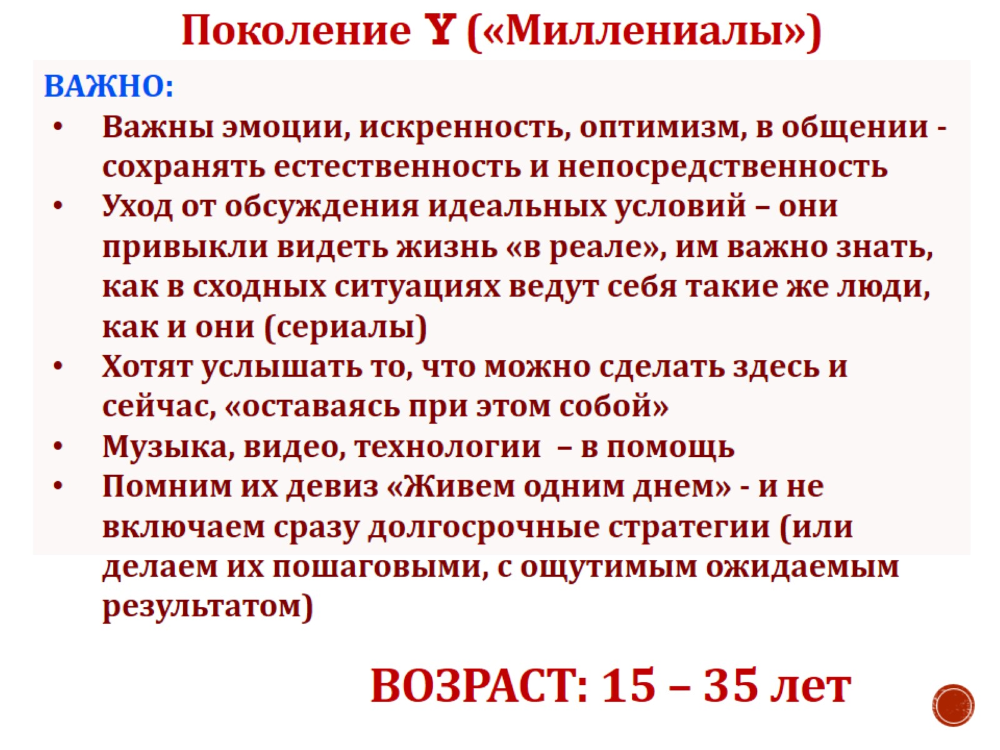 Поколение Y («Миллениалы»)
ВАЖНО:
• Важны эмоции, искренность, оптимизм, в общении -
сохранять естественность и непосредственность
• Уход от обсуждения идеальных условий – они
привыкли видеть жизнь «в реале», им важно знать,
как в сходных ситуациях ведут себя такие же люди,
как и они (сериалы)
• Хотят услышать то, что можно сделать здесь и
сейчас, «оставаясь при этом собой»
• Музыка, видео, технологии – в помощь
• Помним их девиз «Живем одним днем» - и не
включаем сразу долгосрочные стратегии (или
делаем их пошаговыми, с ощутимым ожидаемым
результатом)
ВОЗРАСТ: 15 – 35 лет